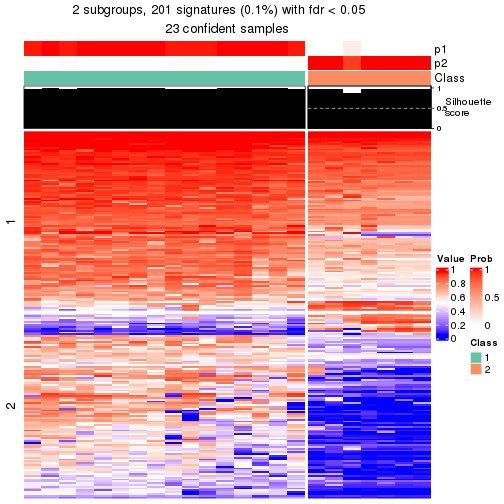 2 subgroups, 201 signatures (0.1%) with fdr < 0.05
23 confident samples
p1
p2
Class
1
0.5
0
Silhouette
score
1
2
Value
1
0.8
0.6
0.4
0.2
0
Prob
1
0.5
0
Class
1
2